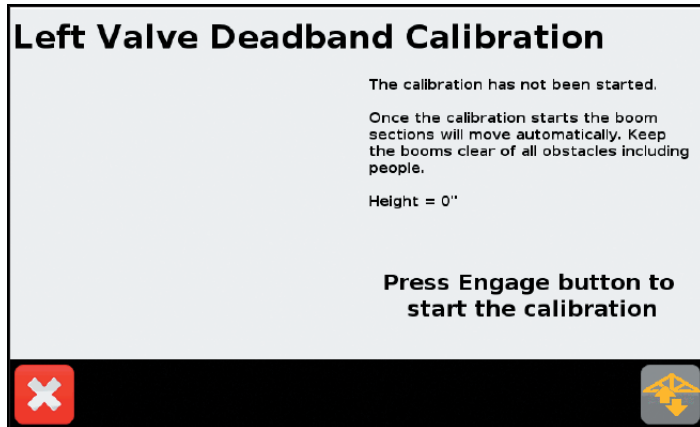 Left Valve Deadband Calibration
The calibration has not been started.
Once the calibration starts the boom
sections will move automatically. Keep
the booms clear of all obstacles including
people.
Height = 0"
Press Engage button to
start the calibration